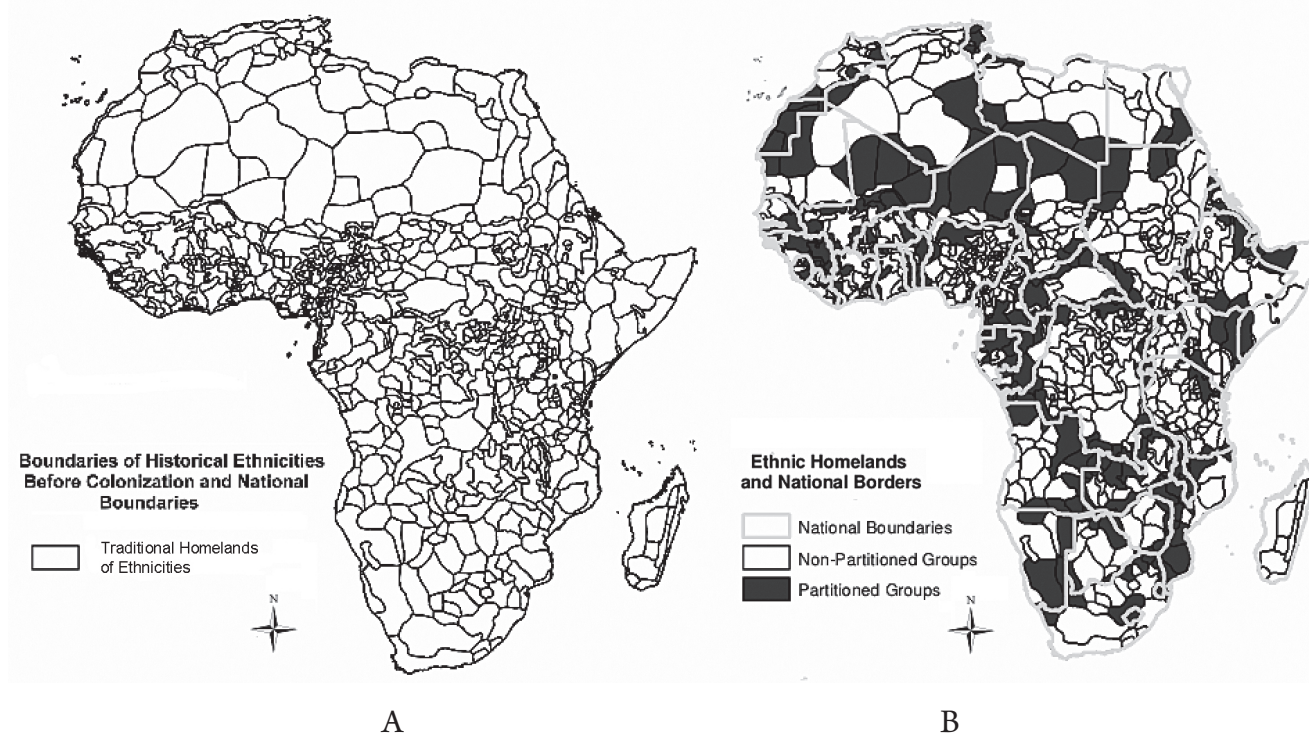 Boundaries of Historical Ethnicities
Before Colonization and National
Boundaries
Traditional Homelands
of Ethnicities
N
A
Ethnic Homelands
and National Borders
National Boundaries
Non-Partitioned Groups
Partitioned Groups
N
B